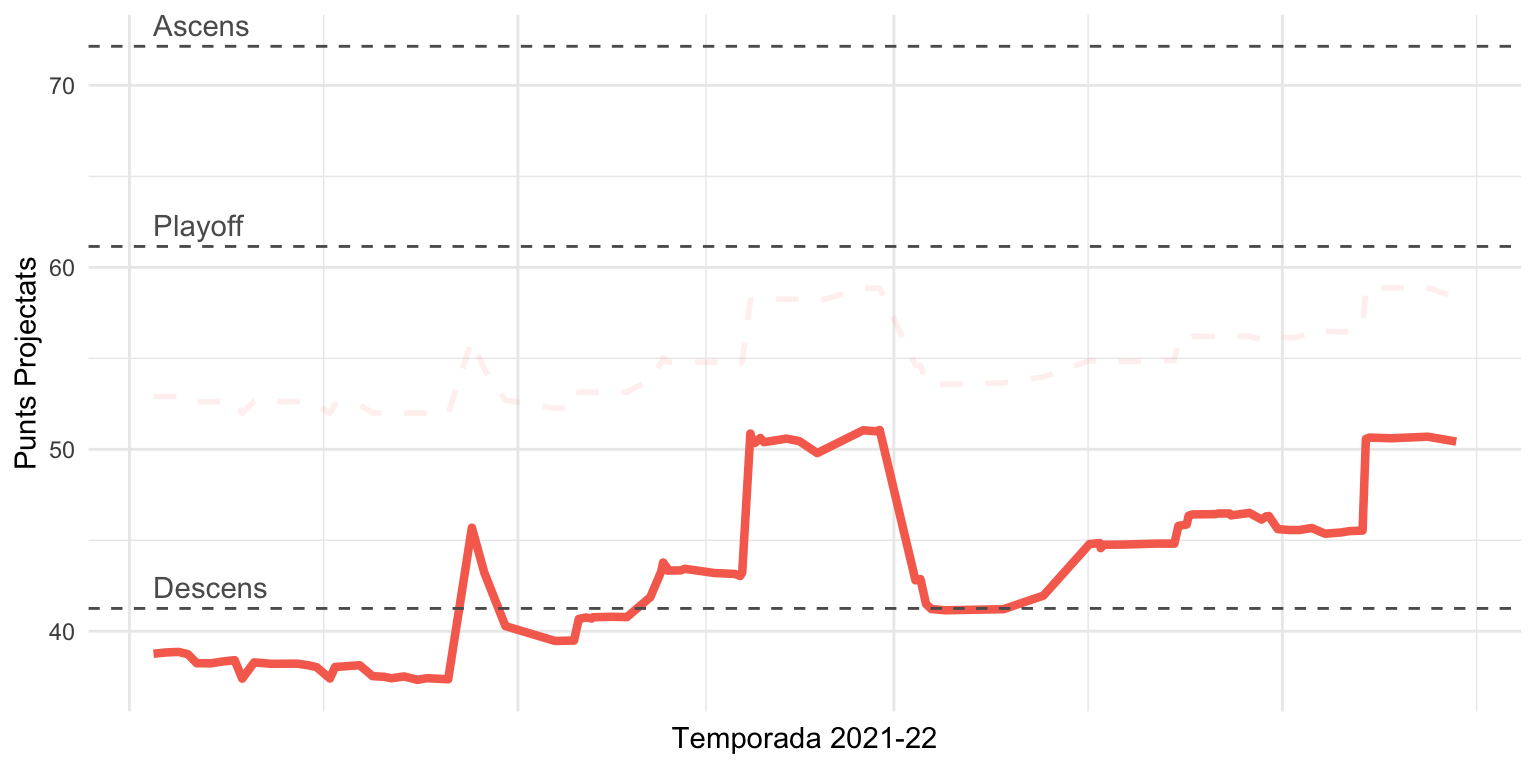 Ascens
70
Playoff
60
Punts Projectats
50
Descens
40
Temporada 2021-22